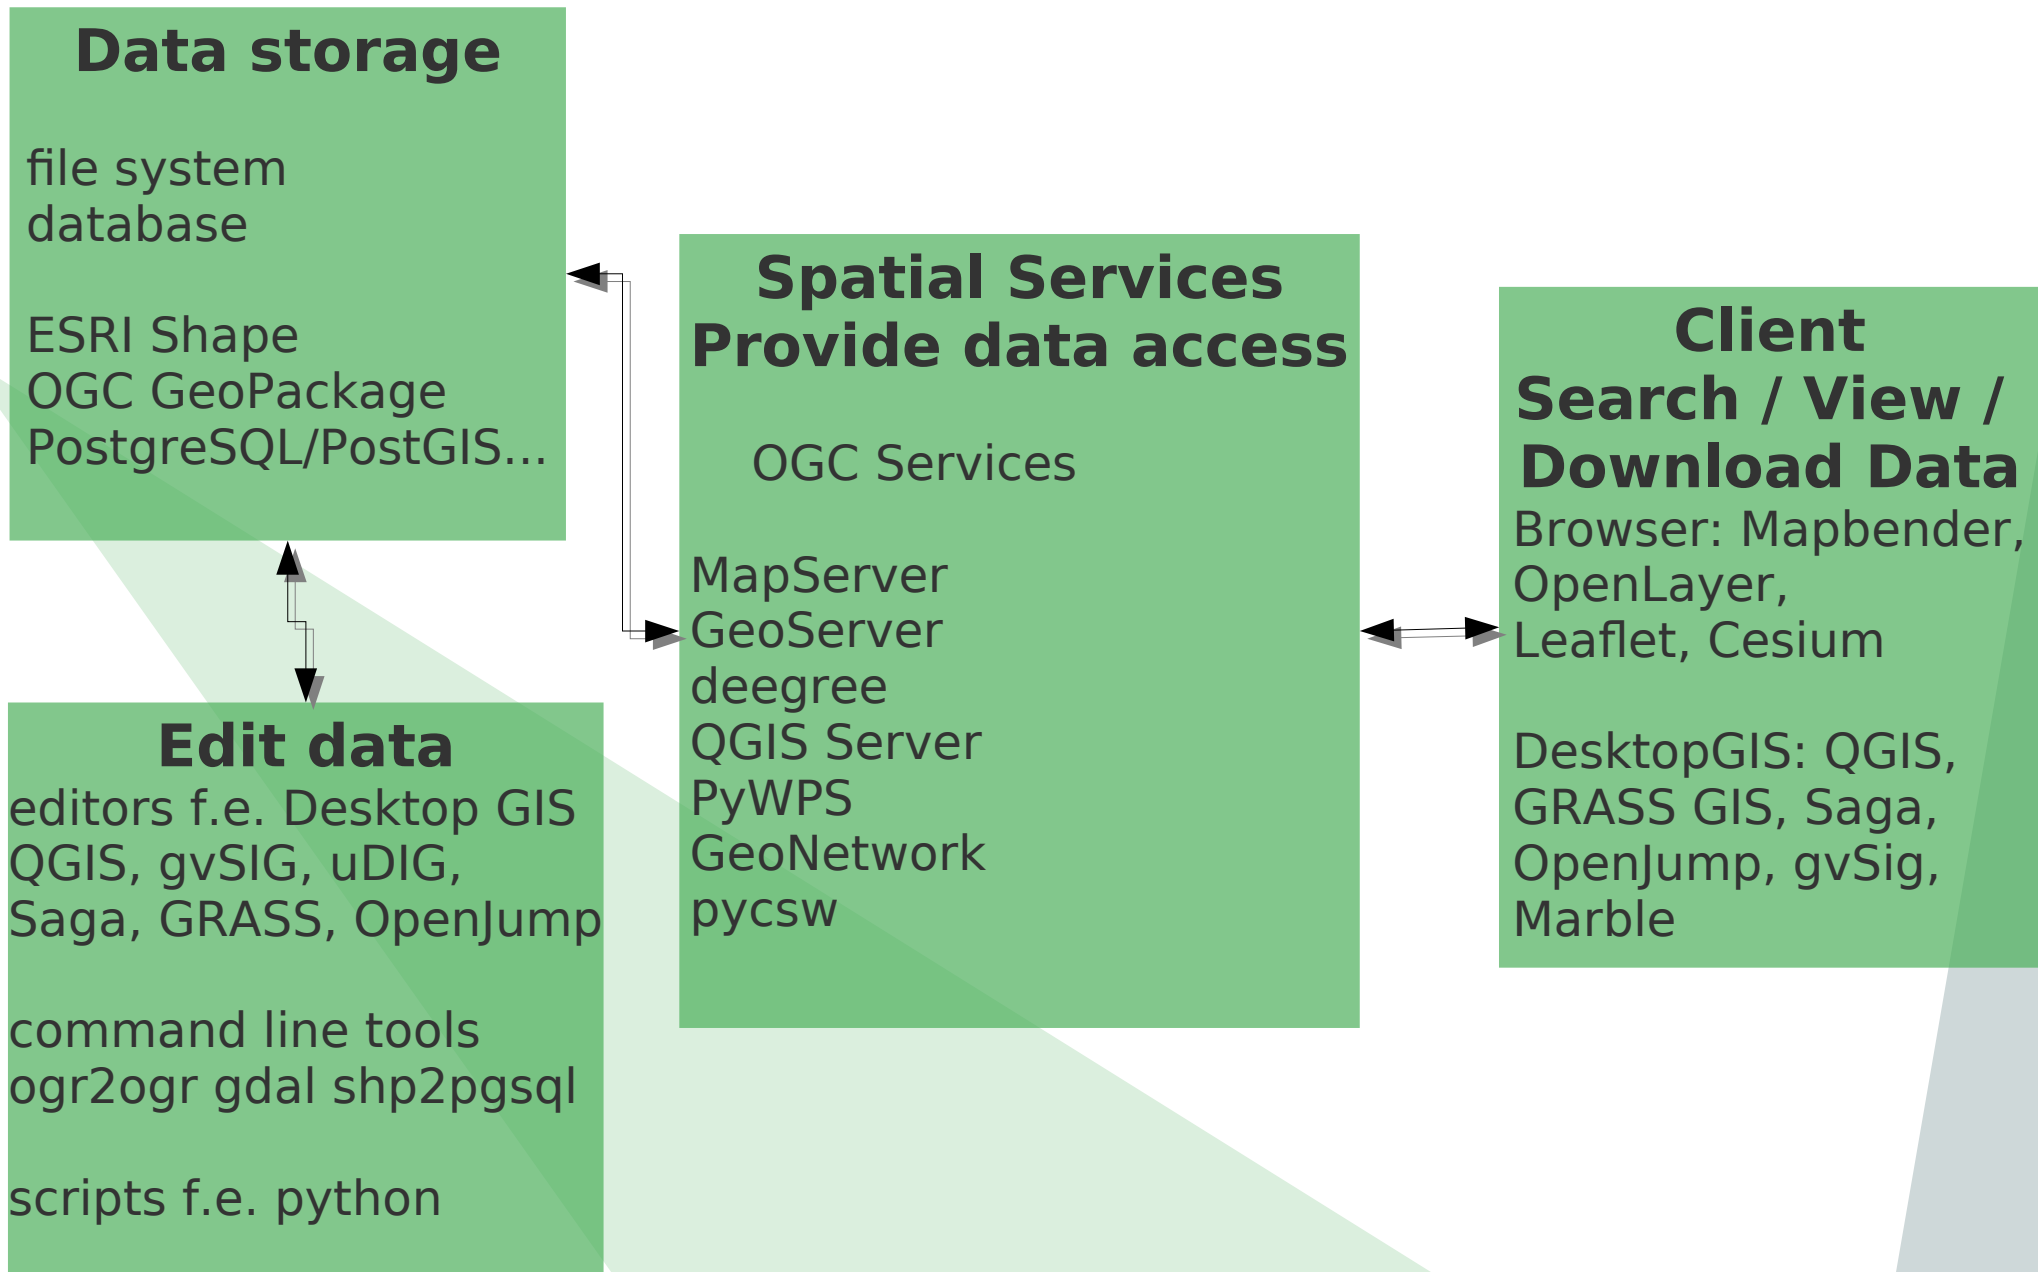 Data storage
file system
database
ESRI Shape
OGC GeoPackage
PostgreSQL/PostGIS...
Edit data
editors f.e. Desktop GIS
QGIS, gvSIG, uDIG,
Saga, GRASS, OpenJump
command line tools
ogr2ogr gdal shp2pgsql
scripts f.e. python
Spatial Services
Provide data access
OGC Services
MapServer
GeoServer
deegree
QGIS Server
PyWPS
GeoNetwork
pycsw
Client
Search / View /
Download Data
Browser: Mapbender,
OpenLayer,
Leaflet, Cesium
DesktopGIS: QGIS,
GRASS GIS, Saga,
OpenJump, gvSig,
Marble